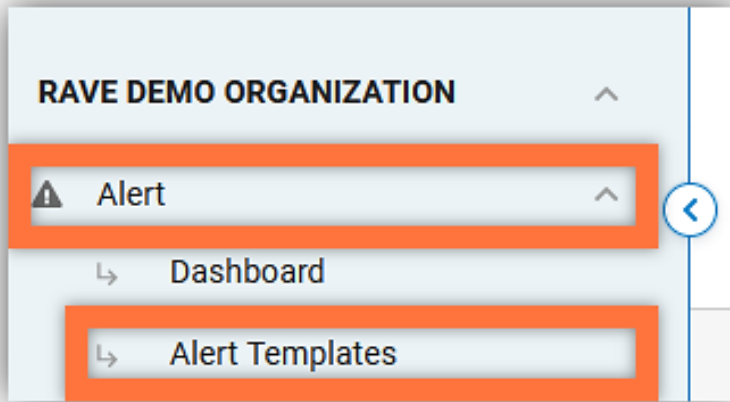 RAVE DEMO ORGANIZATION
Alert
Dashboard
Alert Templates